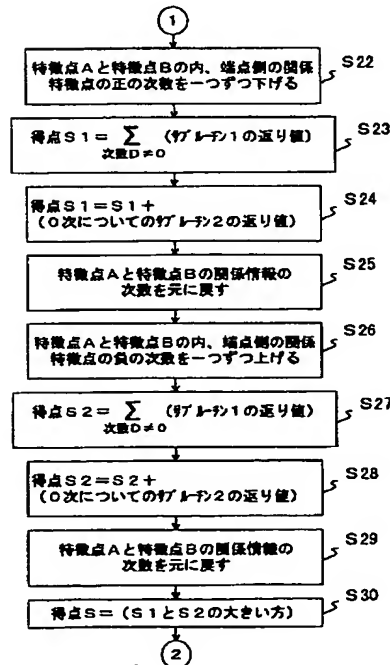 1
特徴点Aと特徴点Bの内、端点側の関係
特徴点の正の次数を一つずつ下げる
S22
得点S1=∑ (サブルーチン1の返り値)
次数D≠0
S23
得点S1=S1+
(0次についてのサブルーチン2の返り値)
S24
特徴点Aと特徴点Bの関係情報の
次数を元に戻す
S25
特徴点Aと特徴点Bの内、端点側の関係
特徴点の負の次数を一つずつ上げる
S26
得点S2=∑ (サブルーチン1の返り値)
次数D≠0
S27
得点S2=S2+
(0次についてのサブルーチン2の返り値)
S28
特徴点Aと特徴点Bの関係情報の
次数を元に戻す
S29
得点S=(S1とS2の大きい方)
S30
2